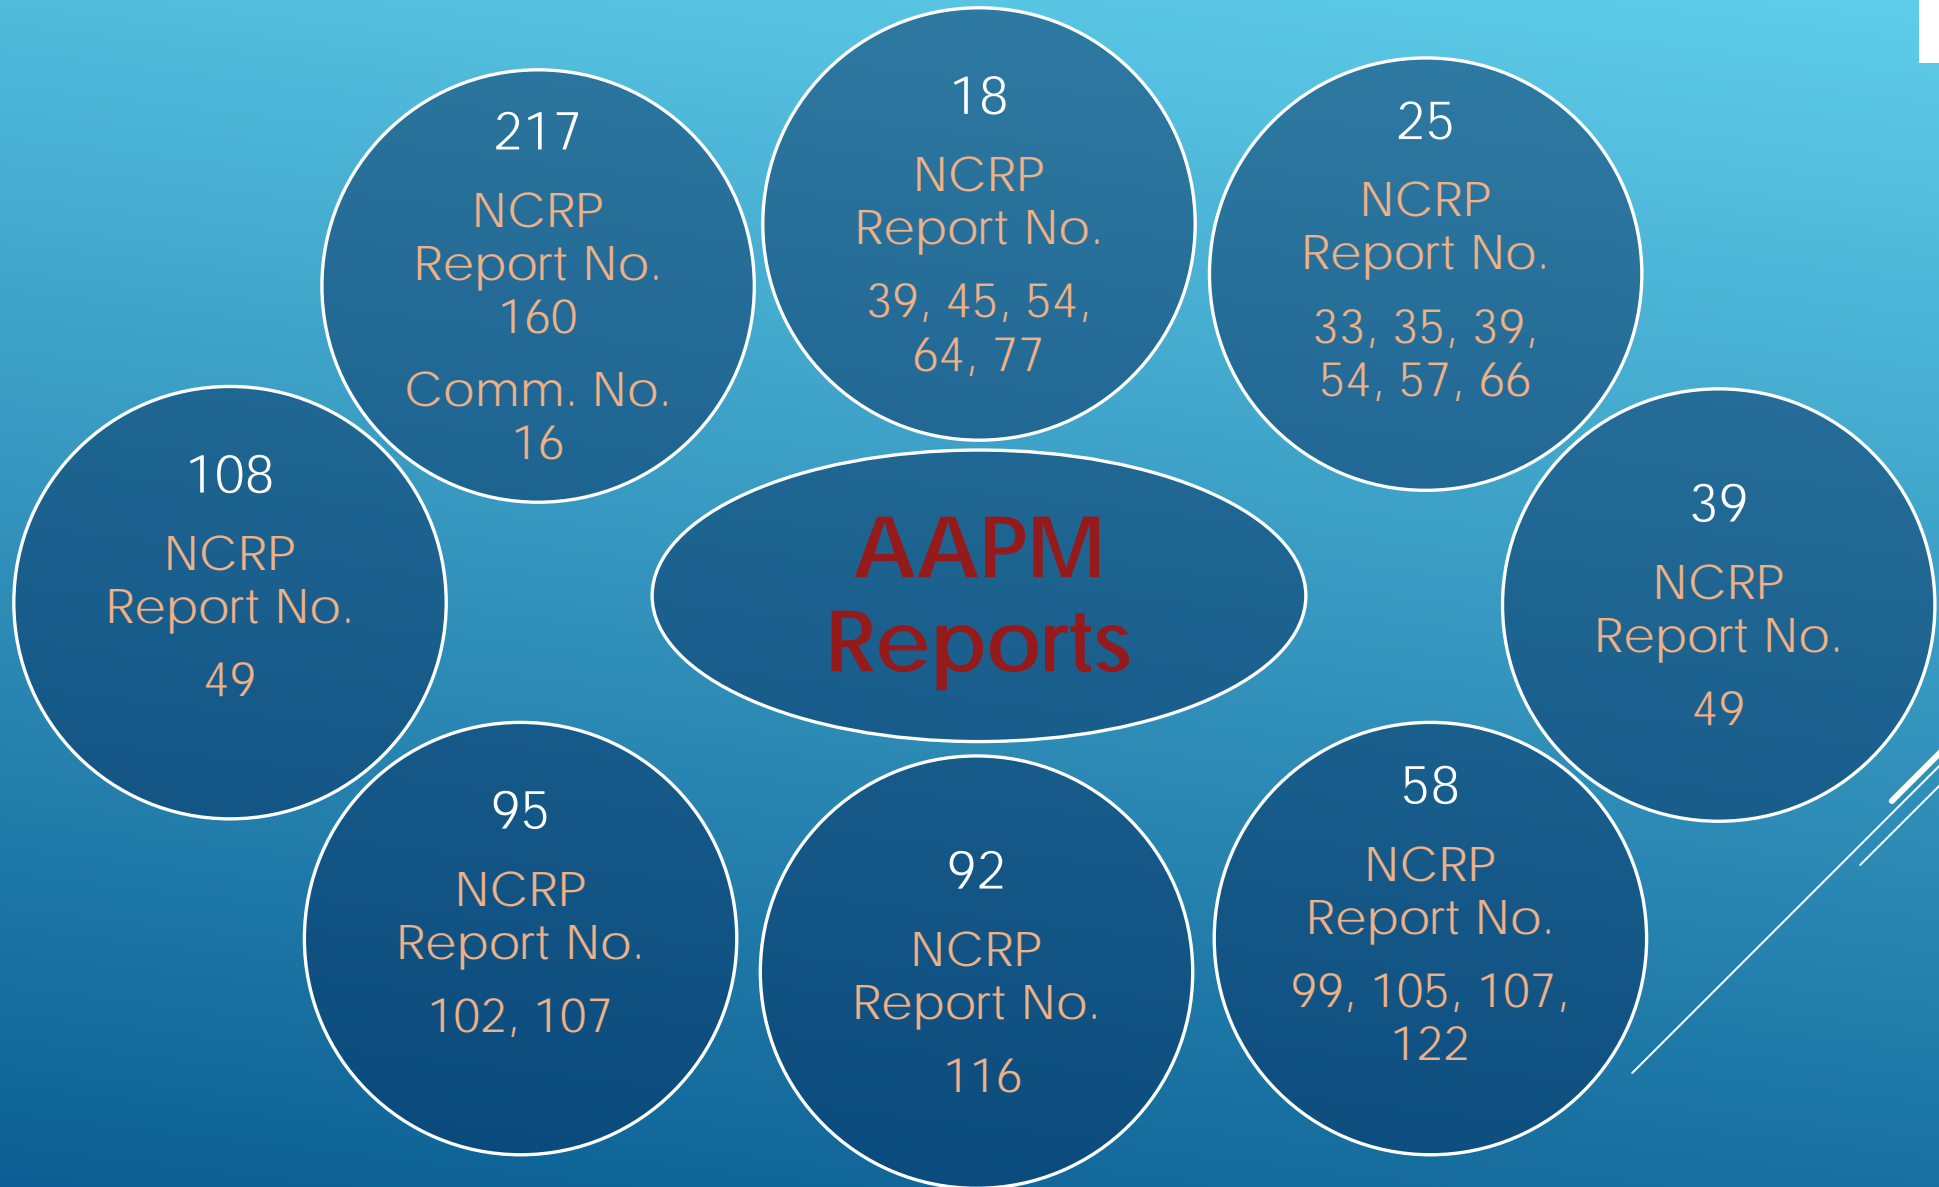 18
NCRP
Report No.
39, 45, 54,
64, 77
25
NCRP
Report No.
33, 35, 39,
54, 57, 66
39
NCRP
Report No.
49
58
NCRP
Report No.
99, 105, 107,
122
92
NCRP
Report No.
116
95
NCRP
Report No.
102, 107
108
NCRP
Report No.
49
217
NCRP
Report No.
160
Comm. No.
16
AAPM
Reports